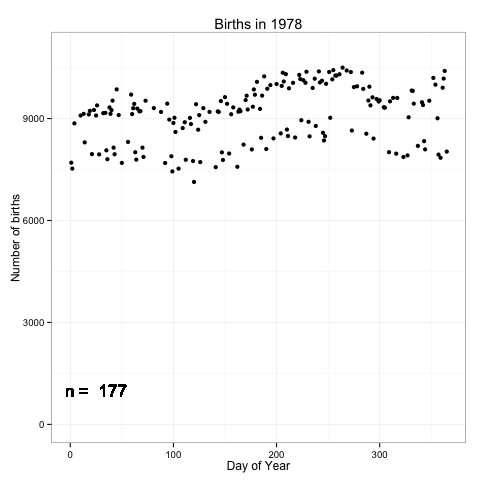 Births in 1978
Number of births
9000
6000
3000
0
n = 177
0 100 200 300
Day of Year